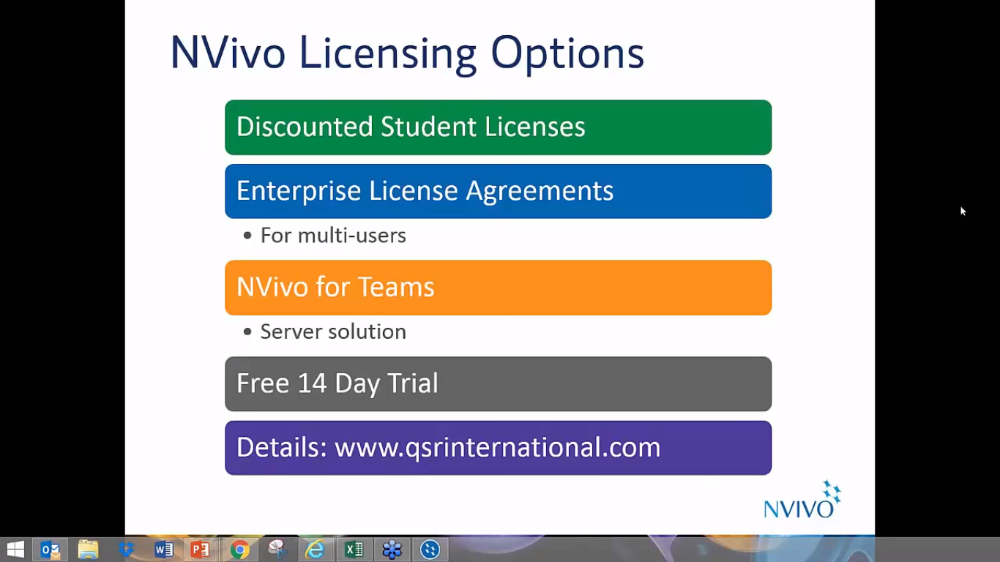 NVivo Licensing Options
Discounted Student Licenses
Enterprise License Agreements
• For multi-users
NVivo for Teams
• Server solution
Free 14 Day Trial
Details: www.qsrinternational.com
NVIVO